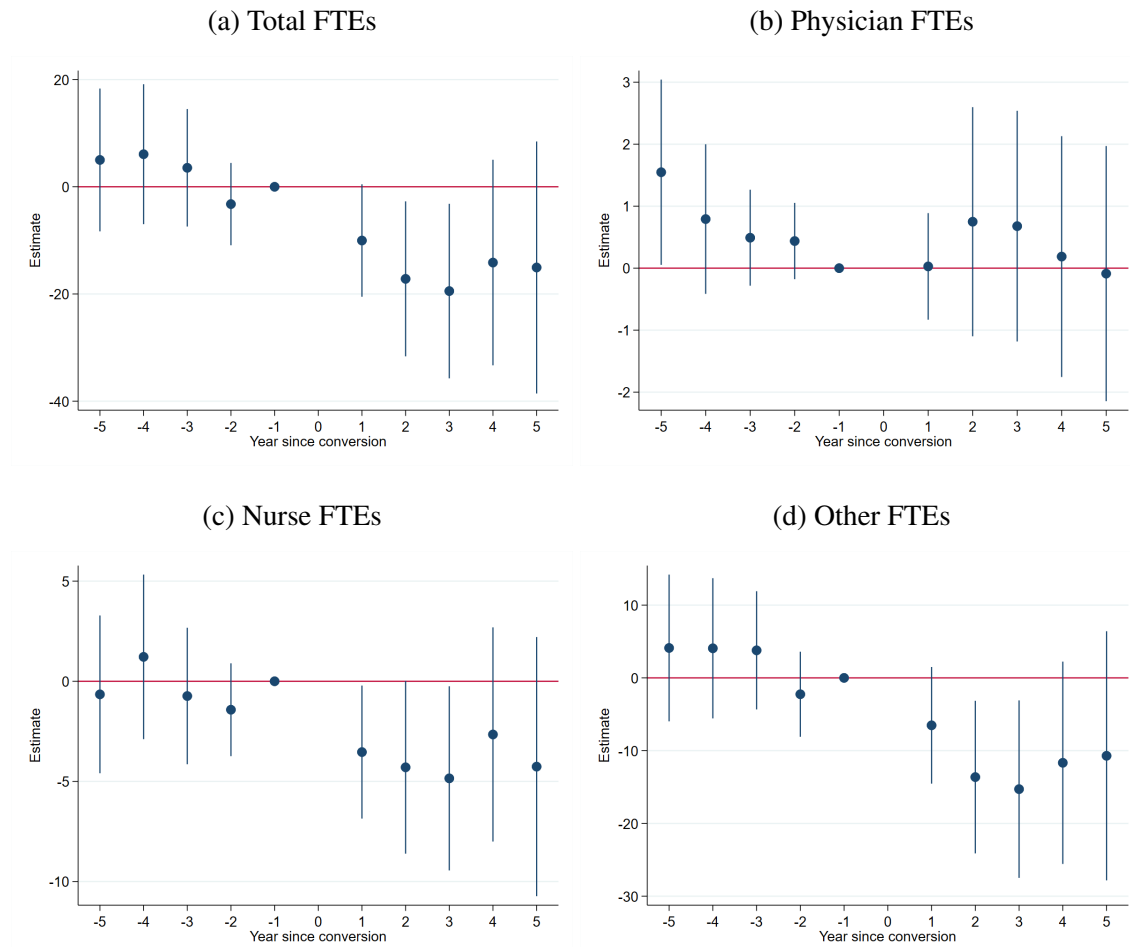 (a) Total FTEs
20
0
-20
-40
Estimate
-5 -4 -3 -2 -1 0 1 2 3 4 5
Year since conversion
(b) Physician FTEs
3
2
1
0
-1
-2
Estimate
-5 -4 -3 -2 -1 0 1 2 3 4 5
Year since conversion
(c) Nurse FTEs
5
0
-5
-10
Estimate
-5 -4 -3 -2 -1 0 1 2 3 4 5
Year since conversion
(d) Other FTEs
10
0
-10
-20
-30
Estimate
-5 -4 -3 -2 -1 0 1 2 3 4 5
Year since conversion